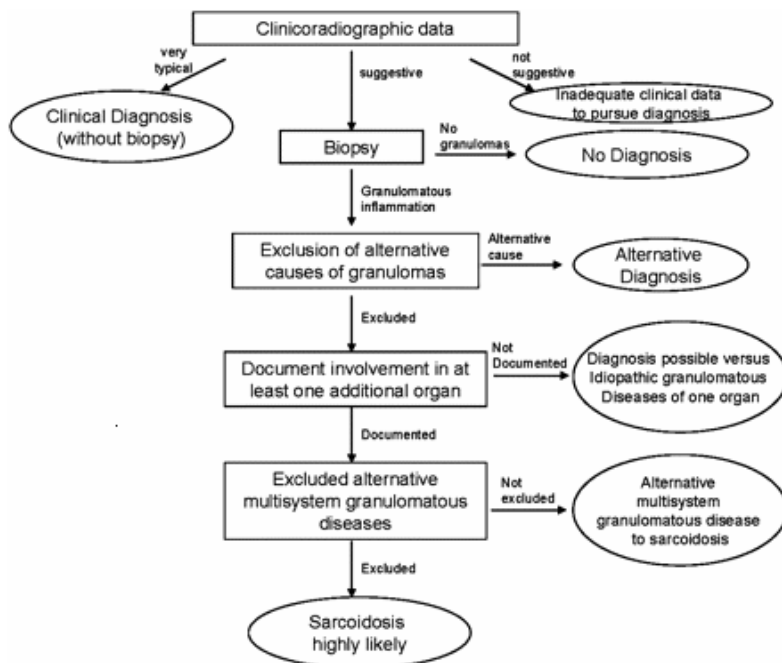 Clinicoradiographic data
very
typical
suggestive
not
suggestive
Clinical Diagnosis
(without biopsy)
Inadequate clinical data
to pursue diagnosis
Biopsy
No
granulomas
No Diagnosis
Granulomatous
inflammation
Exclusion of alternative
causes of granulomas
Alternative
cause
Alternative
Diagnosis
Excluded
Document involvement in at
least one additional organ
Not
Documented
Diagnosis possible versus
Idiopathic granulomatous
Diseases of one organ
Documented
Excluded alternative
multisystem granulomatous
diseases
Not
excluded
Alternative
multisystem
granulomatous disease
to sarcoidosis
Excluded
Sarcoidosis
highly likely